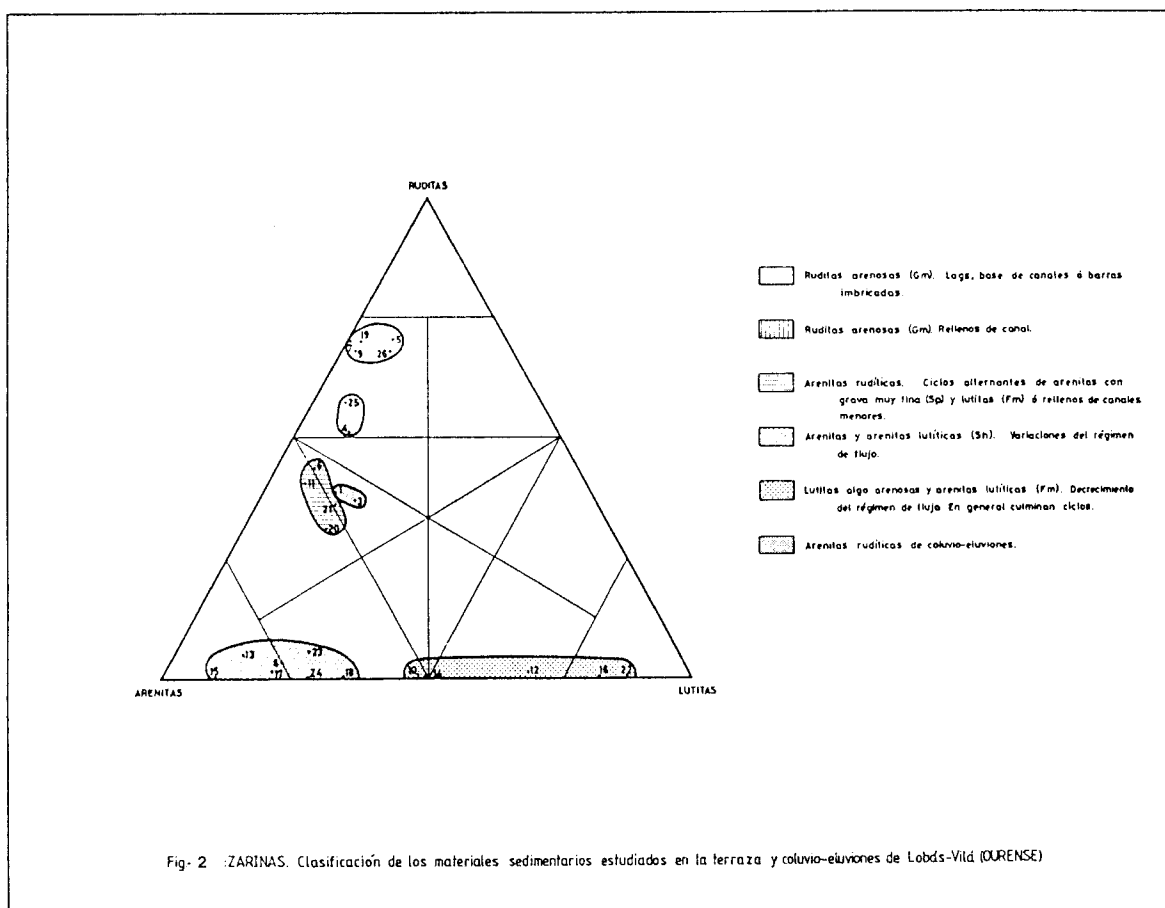 RUDITAS
19
5
7
9
26
25
4
9
11
1
3
21
20
13
23
8
15
17
24
18
10
14
12
16
22
ARENITAS
LUTITAS
Ruditas arenosas (Gm). Lags, base de canales ó barras
imbricadas.
Ruditas arenosas (Gm). Rellenos de canal.
Arenitas rudíticas. Ciclos alternantes de arenitas con
grava muy fina (Sp) y lutitas (Fm) ó rellenos de canales
menores.
Arenitas y arenitas lutíticas (Sh). Variaciones del régimen
de flujo.
Lutitas algo arenosas y arenitas lutíticas (Fm). Decrecimiento
del régimen de flujo. En general culminan ciclos.
Arenitas rudíticas de coluvio-eluviones.
Fig- 2 :ZARINAS. Clasificación de los materiales sedimentarios estudiados en la terraza y coluvio-eluviones de Lobás-Vilá (OURENSE)